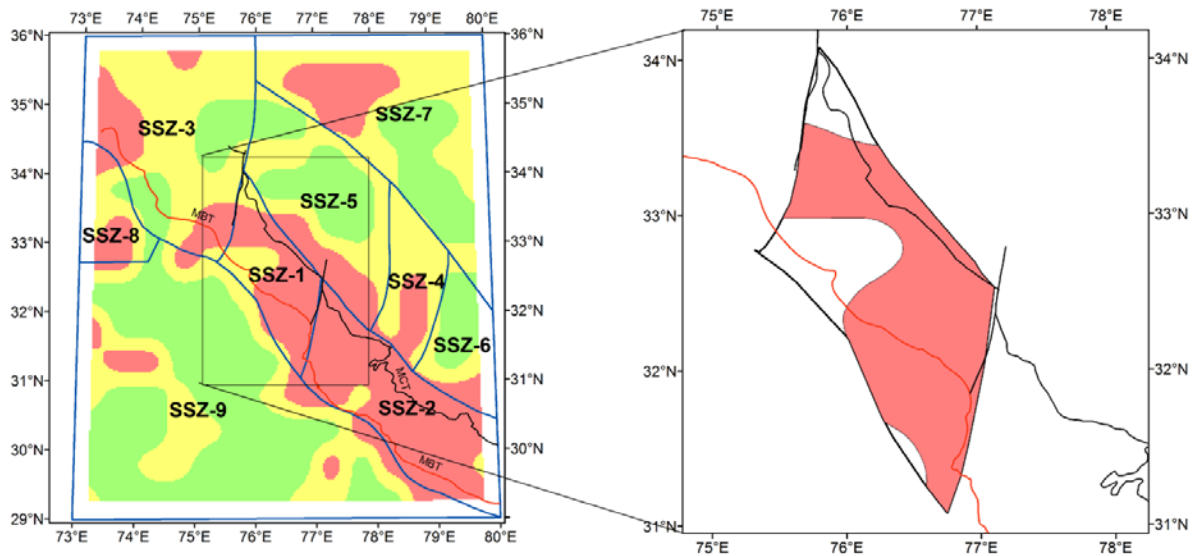 73°E 74°E 75°E 76°E 77°E 78°E 79°E 80°E
36°N 36°N
35°N 35°N
34°N 34°N
33°N 33°N
32°N 32°N
31°N 31°N
30°N 30°N
29°N 29°N
73°E 74°E 75°E 76°E 77°E 78°E 79°E 80°E
SSZ-7
SSZ-3
SSZ-5
MBT
SSZ-8
SSZ-1
SSZ-4
SSZ-6
MCT
SSZ-9
SSZ-2
MBT
75°E 76°E 77°E 78°E
34°N 34°N
33°N 33°N
32°N 32°N
31°N 31°N
75°E 76°E 77°E 78°E